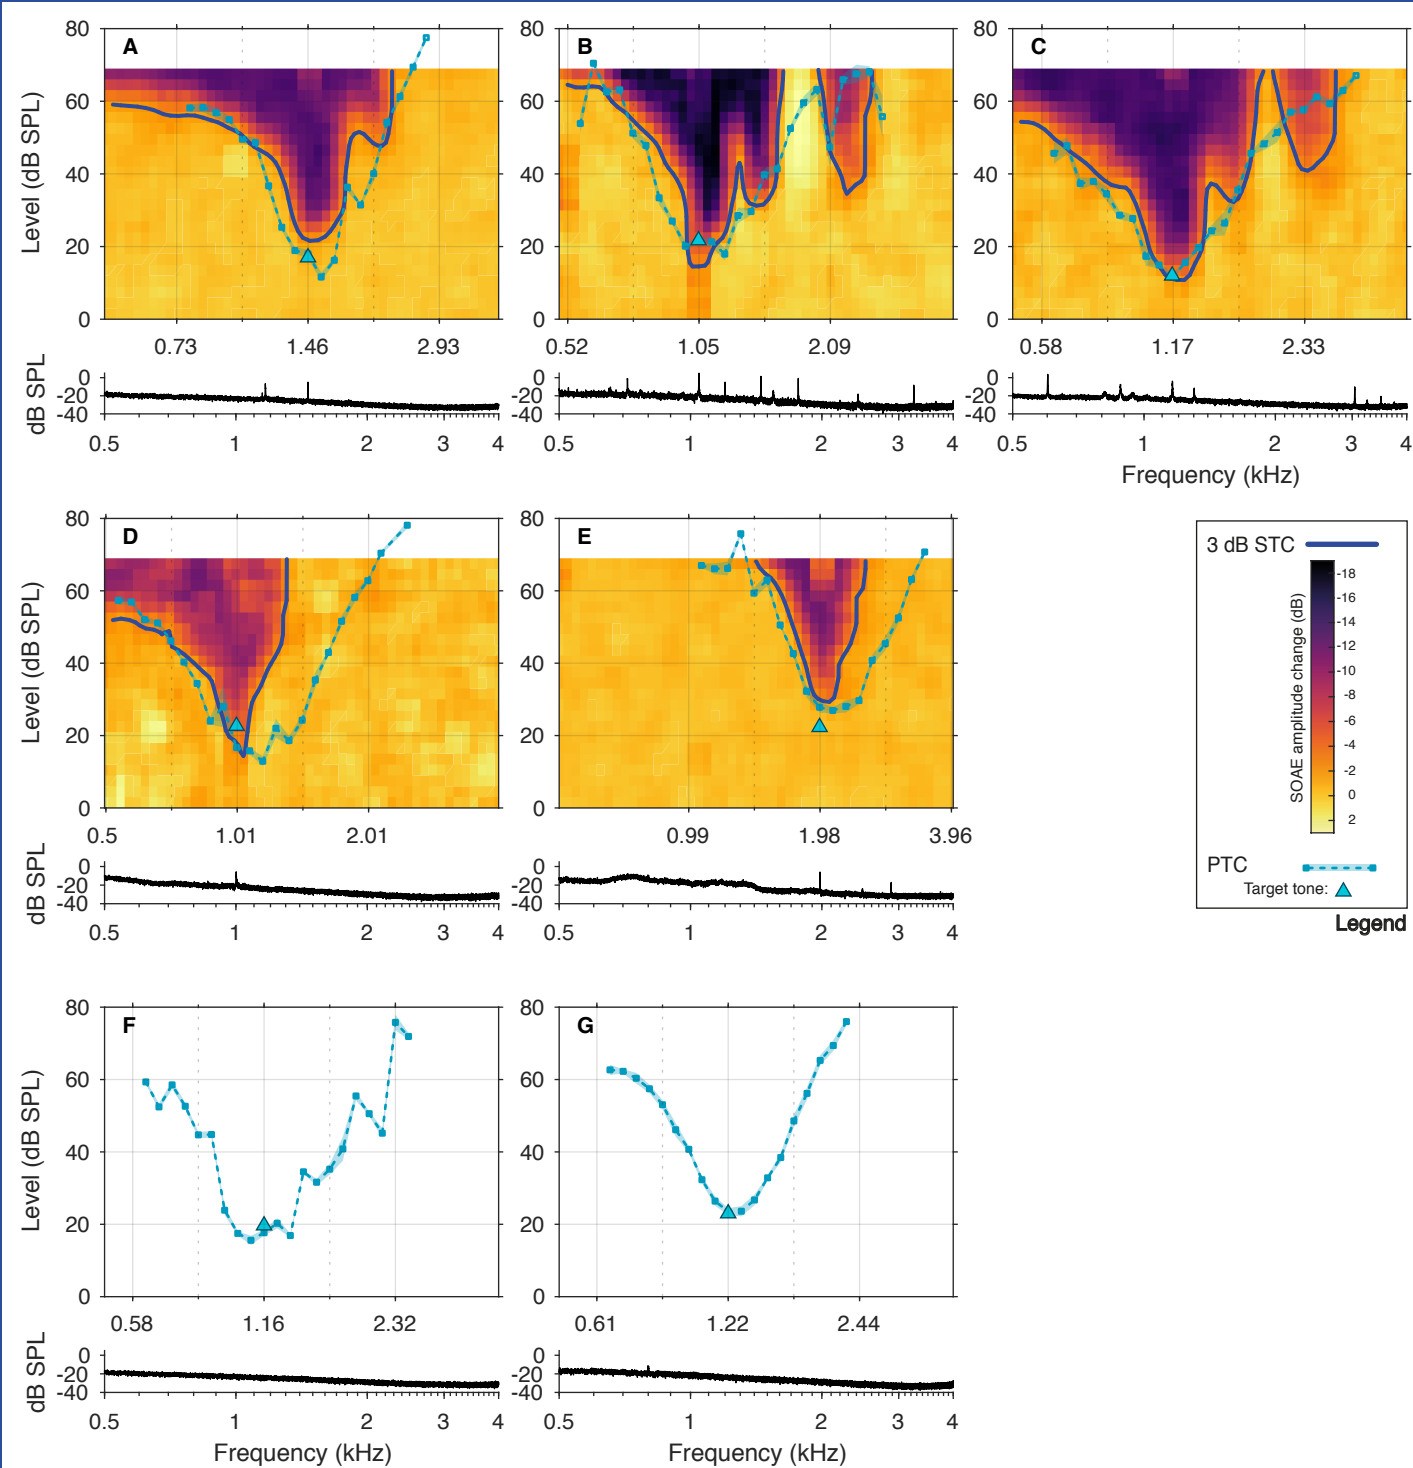 A
B
C
80
60
40
20
0
Level (dB SPL)
80
60
40
20
0
80
60
40
20
0
0.73 1.46 2.93
0.52 1.05 2.09
0.58 1.17 2.33
dB SPL
0
-20
-40
0
-20
-40
0
-20
-40
0.5 1 2 3 4
0.5 1 2 3 4
0.5 1 2 3 4
Frequency (kHz)
D
E
80
60
40
20
0
Level (dB SPL)
80
60
40
20
0
0.5 1.01 2.01
0.99 1.98 3.96
dB SPL
0
-20
-40
0
-20
-40
0.5 1 2 3 4
0.5 1 2 3 4
3 dB STC
SOAE amplitude change (dB)
-18
-16
-14
-12
-10
-8
-6
-4
-2
0
2
PTC
Target tone:
Legend
F
G
80
60
40
20
0
Level (dB SPL)
80
60
40
20
0
0.58 1.16 2.32
0.61 1.22 2.44
dB SPL
0
-20
-40
0
-20
-40
0.5 1 2 3 4
0.5 1 2 3 4
Frequency (kHz)
Frequency (kHz)